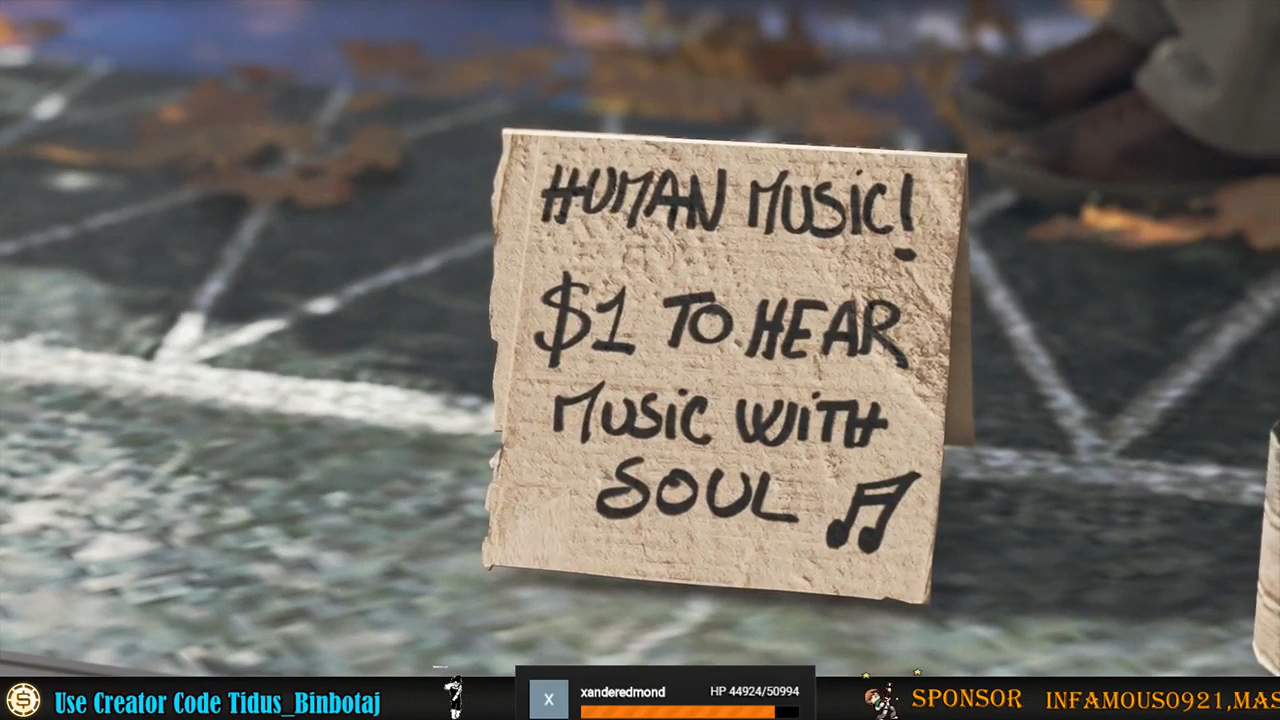 HUMAN MUSIC!
$1 TO HEAR
MUSIC WITH
SOUL
Use Creator Code Tidus_Binbotaj
X
xanderedmond
HP 44924/50994
SPONSOR
INFAMOUS0921,MAS